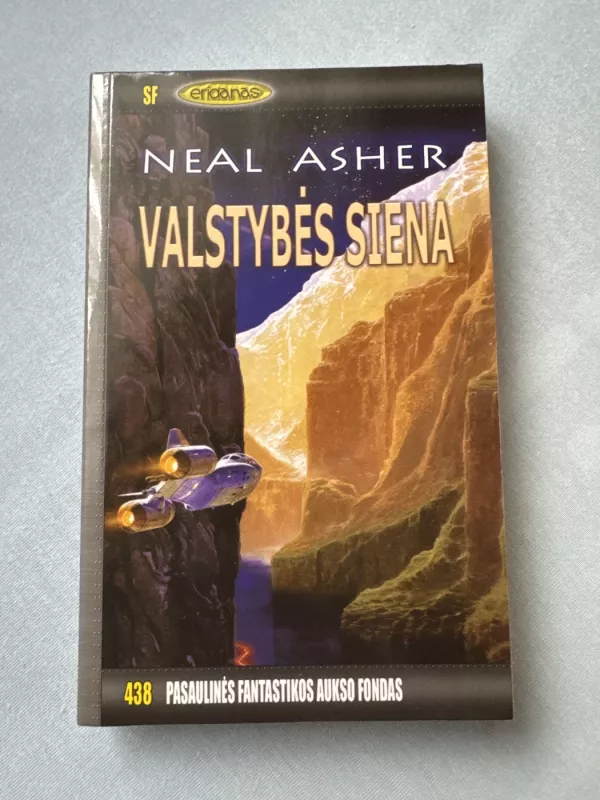 SF eridanas
NEAL ASHER
VALSTYBĖS SIENA
438 PASAULINĖS FANTASTIKOS AUKSO FONDAS